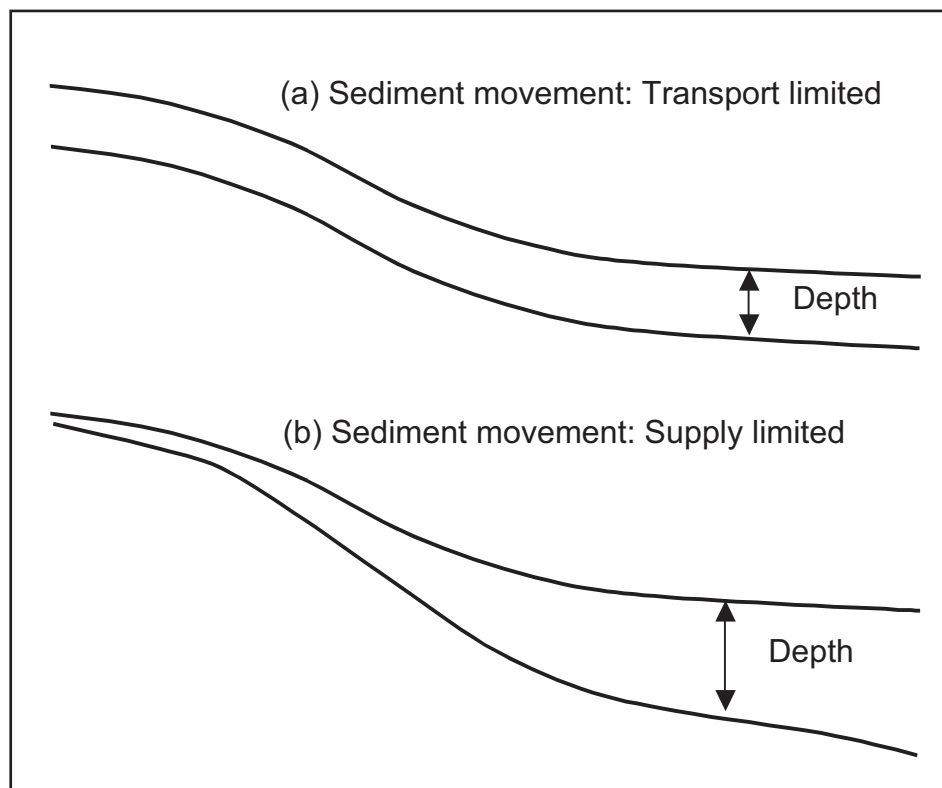 (a) Sediment movement: Transport limited
Depth
(b) Sediment movement: Supply limited
Depth